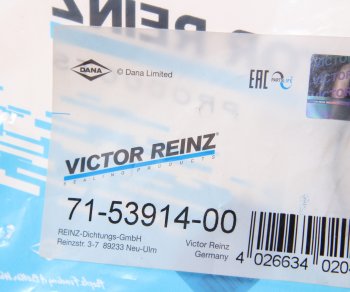 DANA
© Dana Limited
EAC
VICTOR REINZ®
SEALING PRODUCTS
71-53914-00
REINZ-Dichtungs-GmbH
Reinzstr. 3-7 89233 Neu-Ulm
Victor Reinz
Germany
4 026634 020